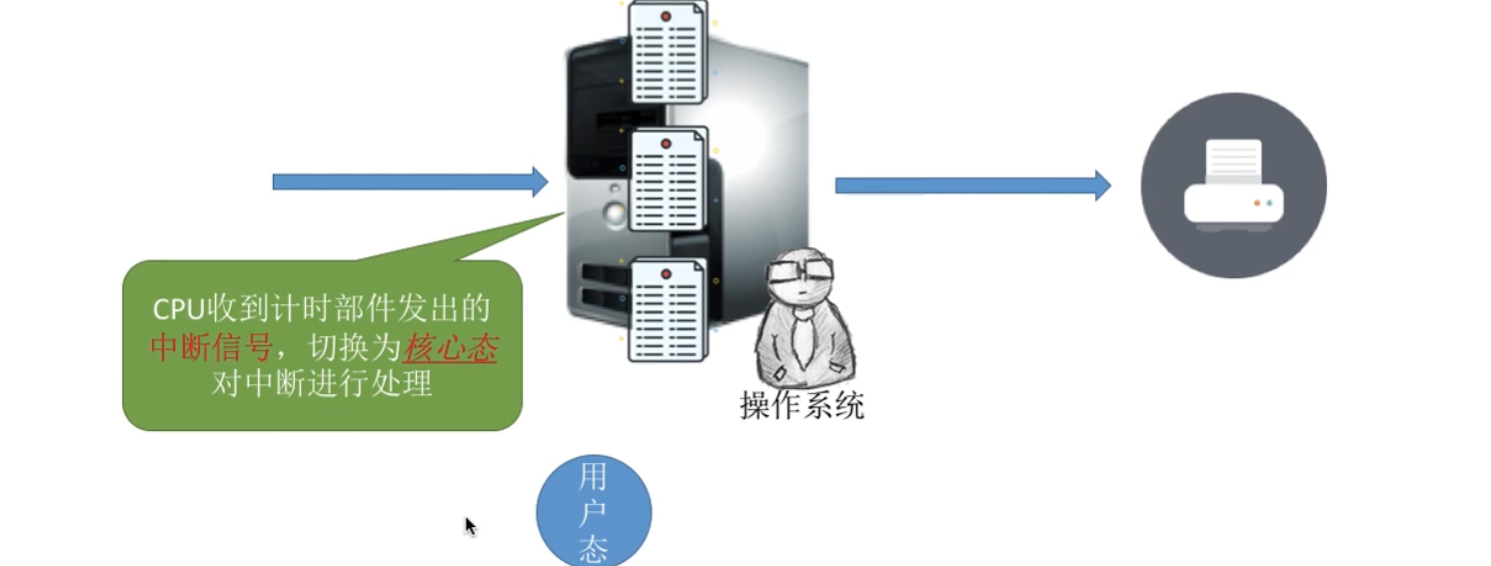 CPU收到计时部件发出的
中断信号，切换为核心态
对中断进行处理
操作系统
用
户
态